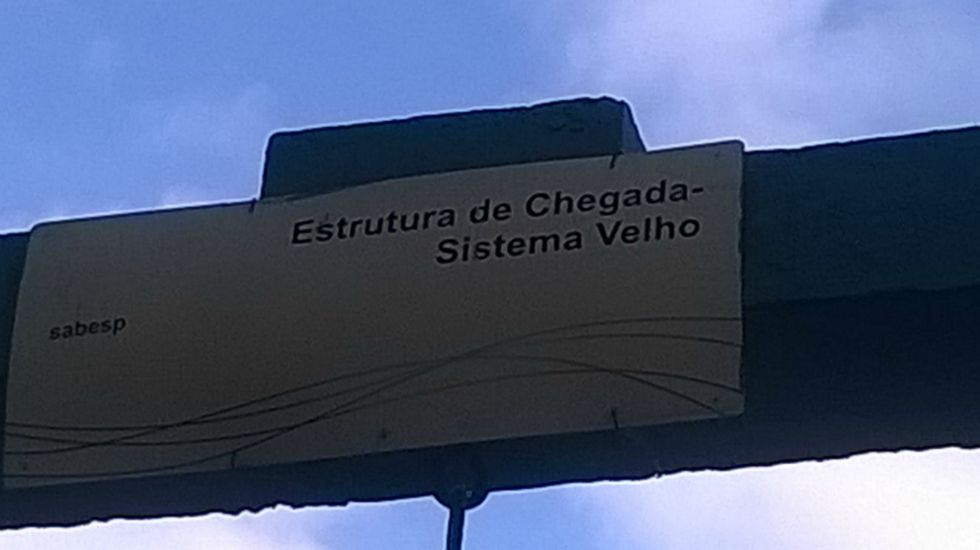 Estrutura de Chegada-
Sistema Velho
sabesp